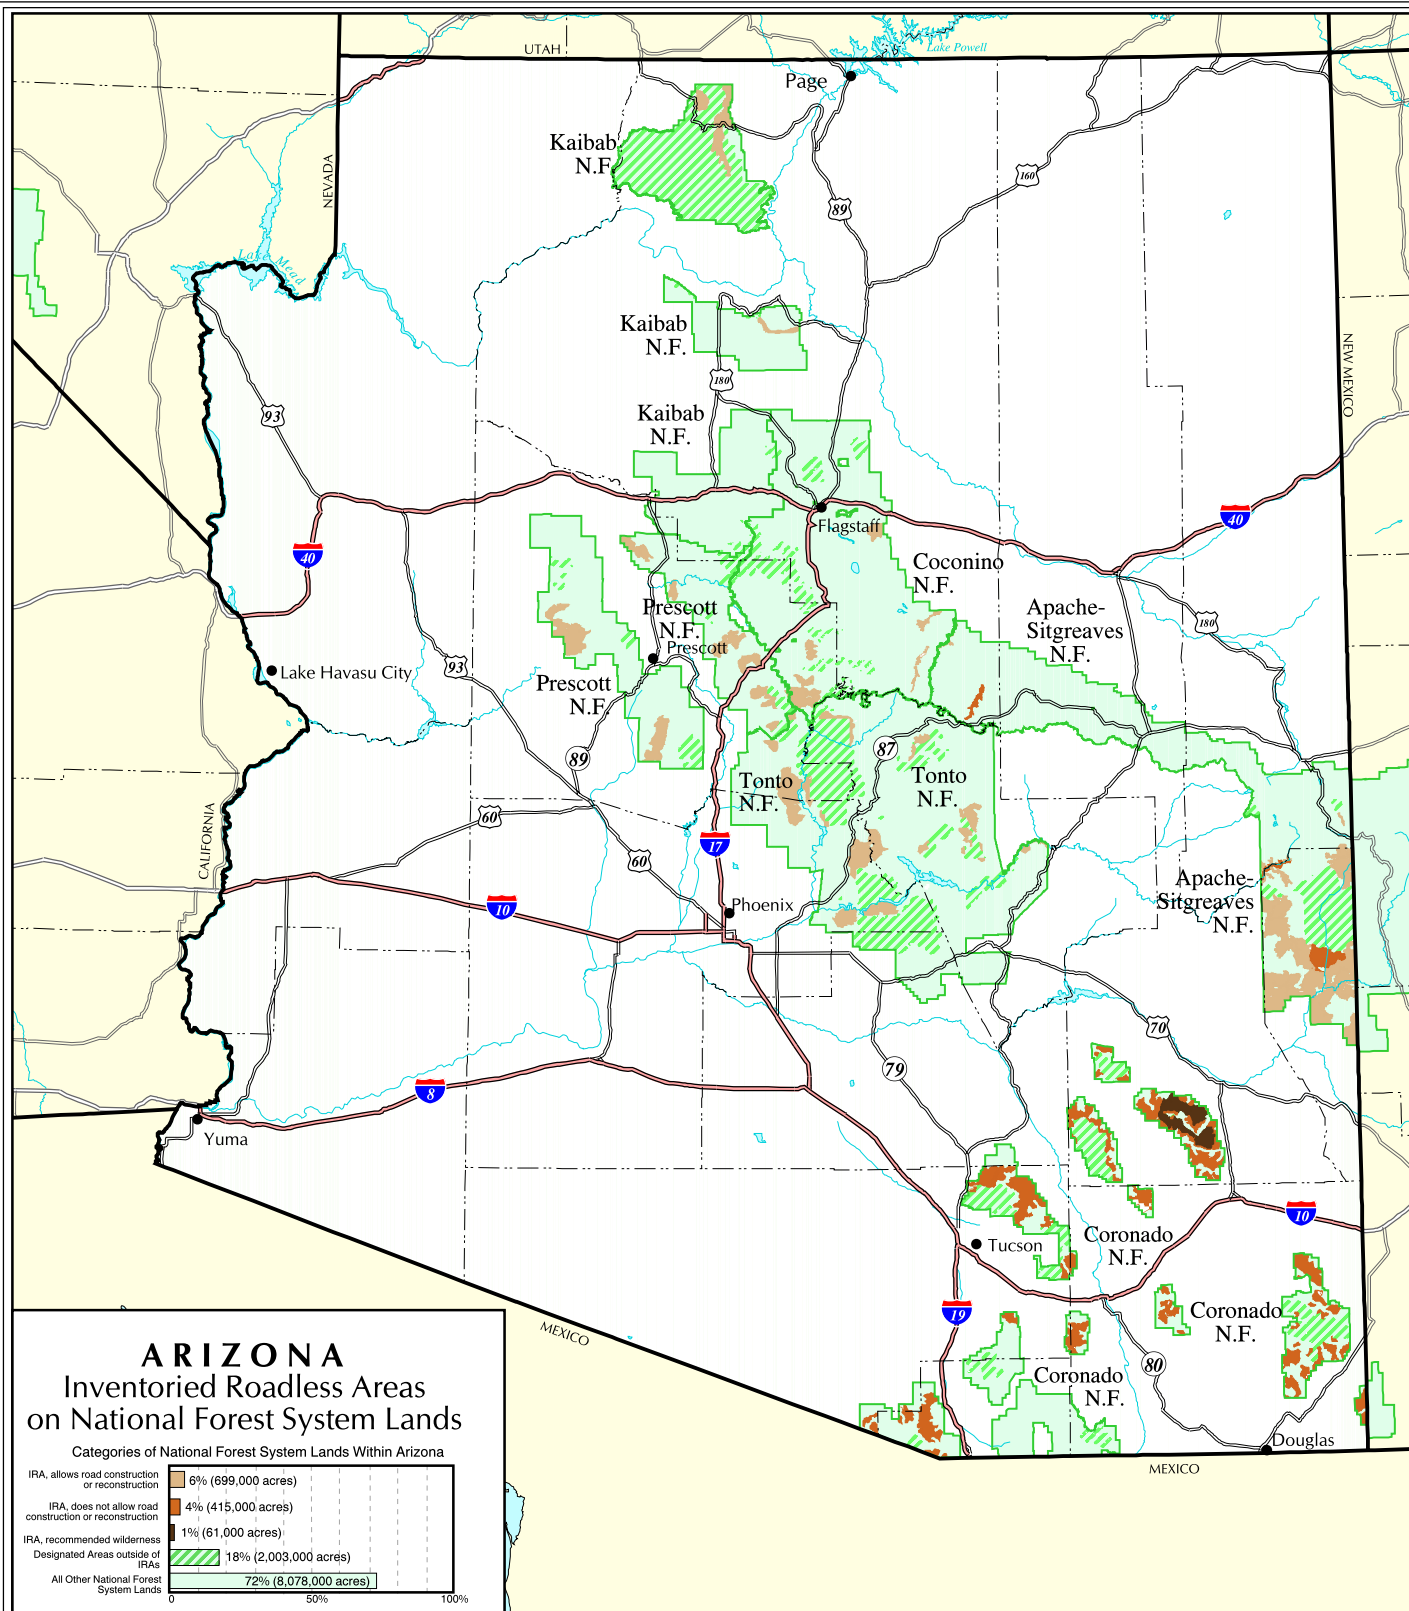 UTAH
Lake Powell
Page
Kaibab
N.F.
NEVADA
160
89
Lake Mead
Kaibab
N.F.
NEW MEXICO
180
93
Kaibab
N.F.
40
Flagstaff
40
Coconino
N.F.
Apache-
Sitgreaves
N.F.
180
Prescott
N.F.
Prescott
93
Lake Havasu City
Prescott
N.F.
89
87
Tonto
N.F.
Tonto
N.F.
CALIFORNIA
60
17
60
Apache-
Sitgreaves
N.F.
10
Phoenix
70
79
8
Yuma
Coronado
N.F.
10
Tucson
19
Coronado
N.F.
MEXICO
80
Coronado
N.F.
Douglas
MEXICO
ARIZONA
Inventoried Roadless Areas
on National Forest System Lands
Categories of National Forest System Lands Within Arizona
IRA, allows road construction
or reconstruction
6% (699,000 acres)
IRA, does not allow road
construction or reconstruction
4% (415,000 acres)
IRA, recommended wilderness
1% (61,000 acres)
Designated Areas outside of
IRAs
18% (2,003,000 acres)
All Other National Forest
System Lands
72% (8,078,000 acres)
0 50% 100%